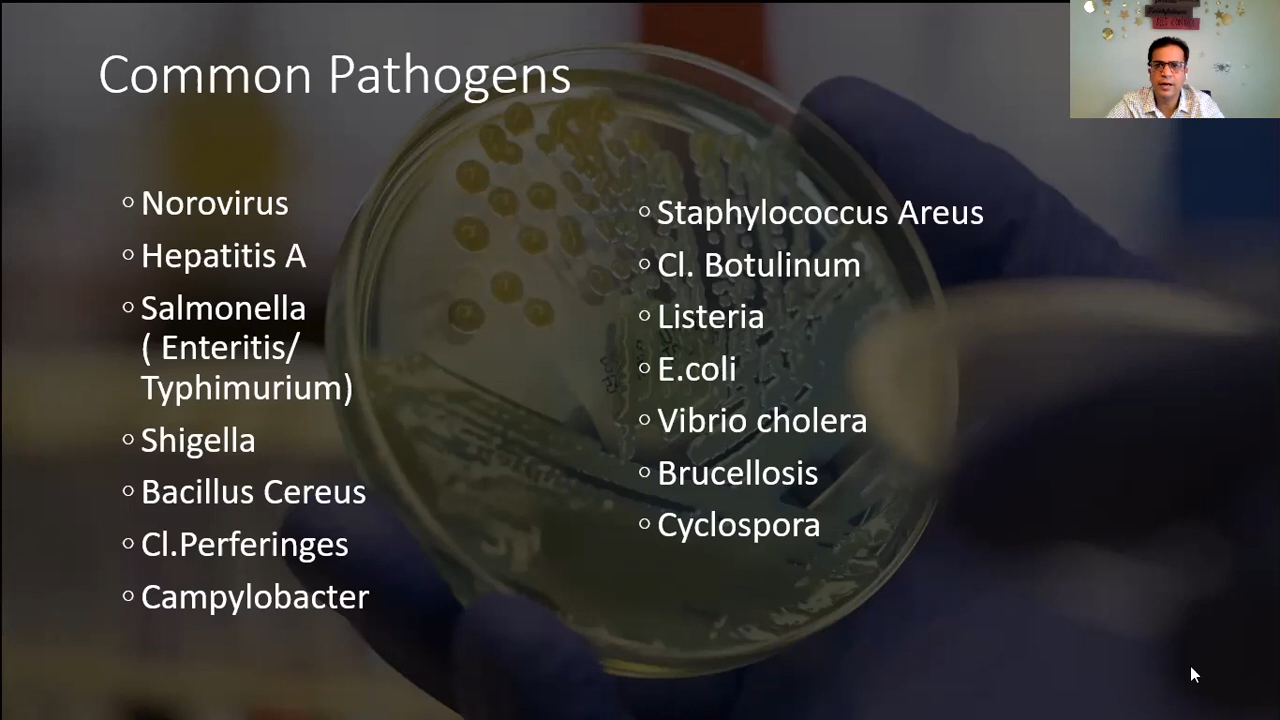 Common Pathogens
Norovirus
Hepatitis A
Salmonella
( Enteritis/
Typhimurium)
Shigella
Bacillus Cereus
Cl.Perferinges
Campylobacter
Staphylococcus Areus
Cl. Botulinum
Listeria
E.coli
Vibrio cholera
Brucellosis
Cyclospora